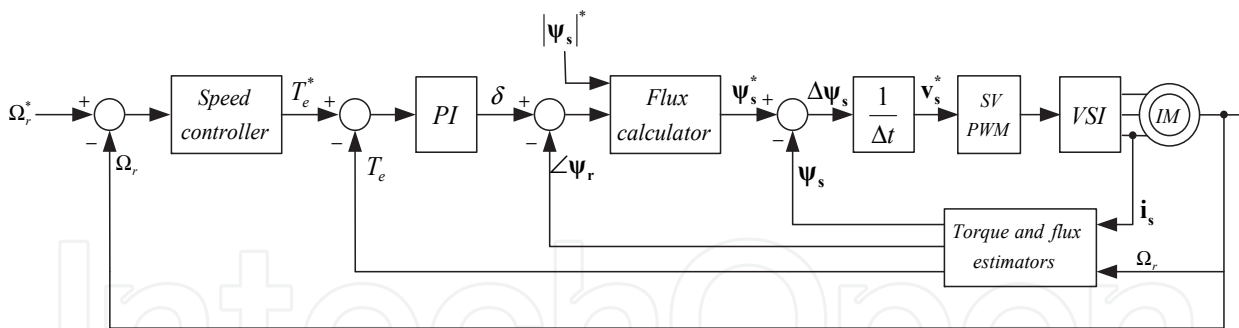 |ψs|*
Ωr* + − Ωr
Speed
controller
Te* + − Te
PI
δ + − ∠ψr
Flux
calculator
ψs* + − ψs
Δψs
1
Δt
vs*
SV
PWM
VSI
IM
is
Torque and flux
estimators
Ωr
IntechOpen